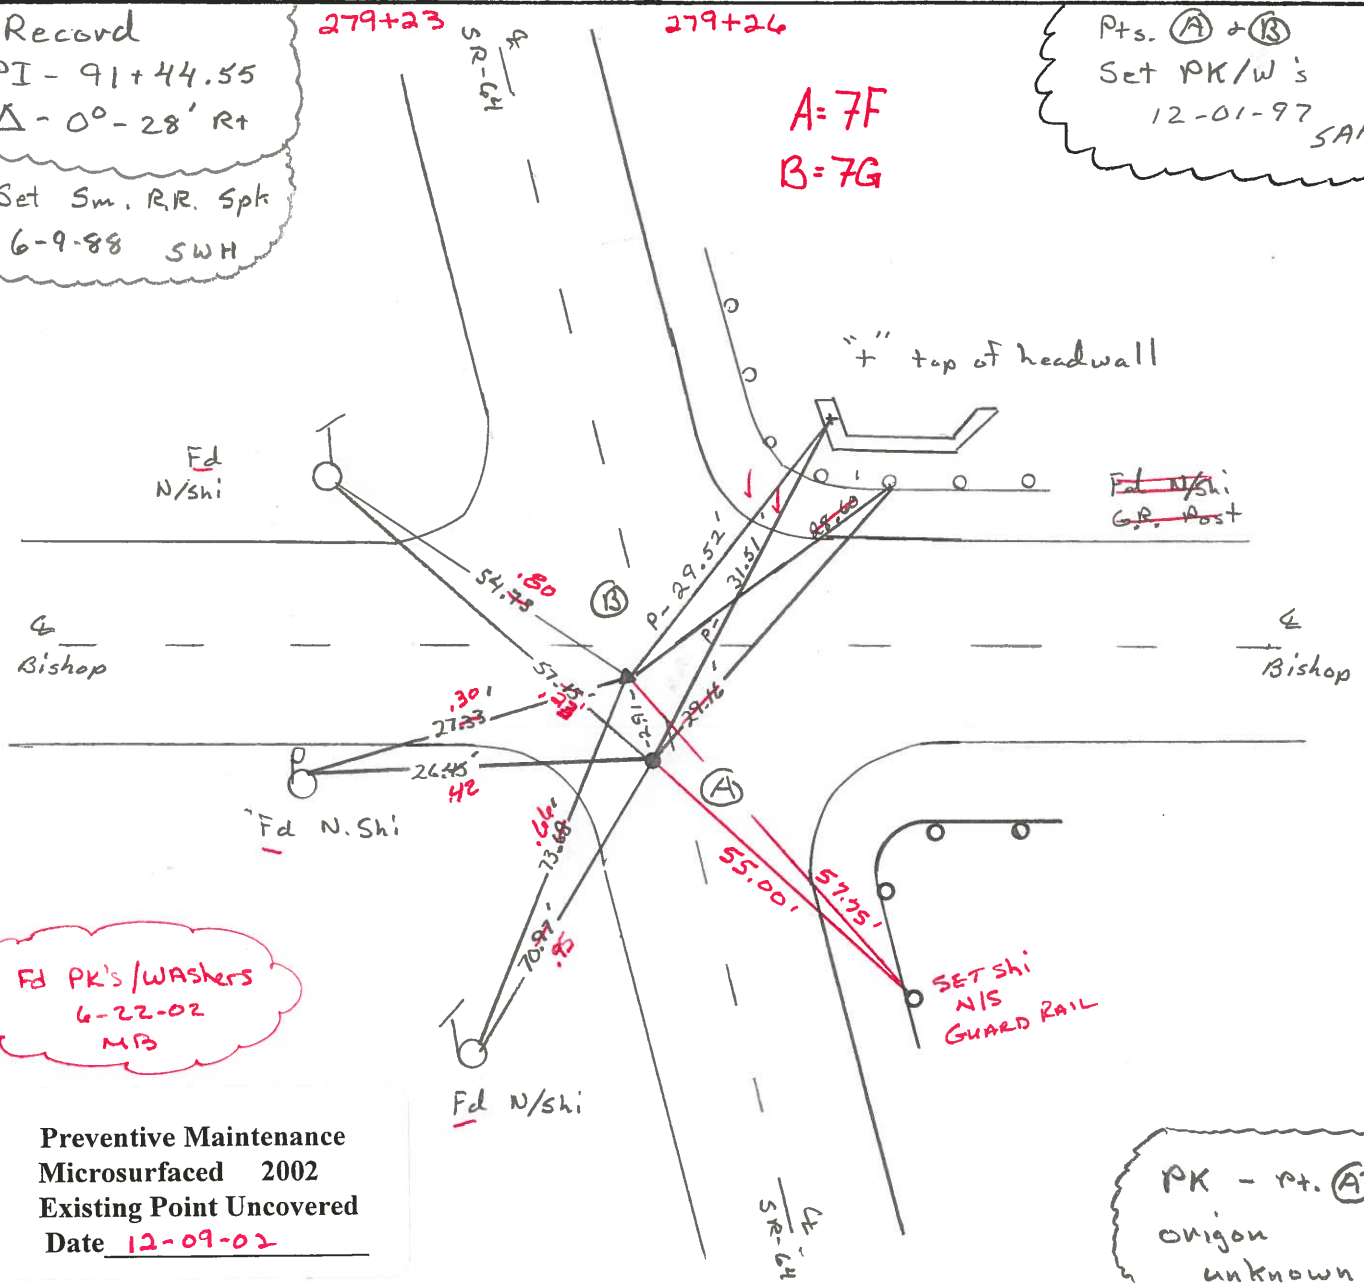 Record
PI - 91+44.55
Δ - 0°-28' Rt
Set Sm. R.R. Spk
6-9-88 SWH
279+23
℄
SR-64
279+26
A=7F
B=7G
Pts. Ⓐ & Ⓑ
Set PK/W's
12-01-97
"+" top of headwall
Fd
N/shi
Fd N/shi
G.R. Post
54.73
.80
Ⓑ
P- 29.52'
31.51'
P-
28.60'
℄
Bishop
℄
Bishop
57.45'
.30'
27.33
2.91'
29.16'
26.45'
42
Ⓐ
Fd N. Shi
.66'
73.68
55.00'
57.75'
70.97'
.95
Fd PK's/WAshers
6-22-02
MB
SET Shi
N/S
GUARD RAIL
Fd N/shi
Preventive Maintenance
Microsurfaced 2002
Existing Point Uncovered
Date 12-09-02
℄
SR-64
PK - Pt. Ⓐ
origon
unknown